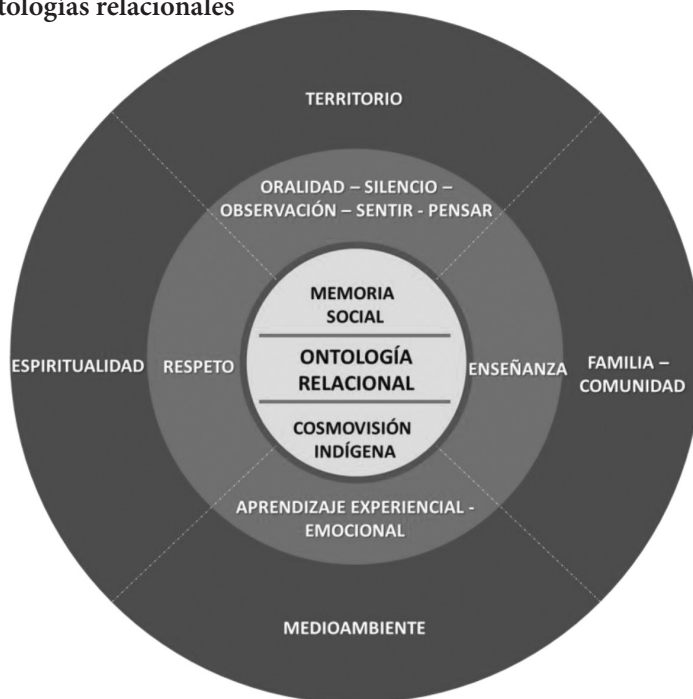 tologías relacionales
TERRITORIO
ORALIDAD – SILENCIO –
OBSERVACIÓN – SENTIR - PENSAR
MEMORIA
SOCIAL
ESPIRITUALIDAD
RESPETO
ONTOLOGÍA
RELACIONAL
ENSEÑANZA
FAMILIA –
COMUNIDAD
COSMOVISIÓN
INDÍGENA
APRENDIZAJE EXPERIENCIAL -
EMOCIONAL
MEDIOAMBIENTE